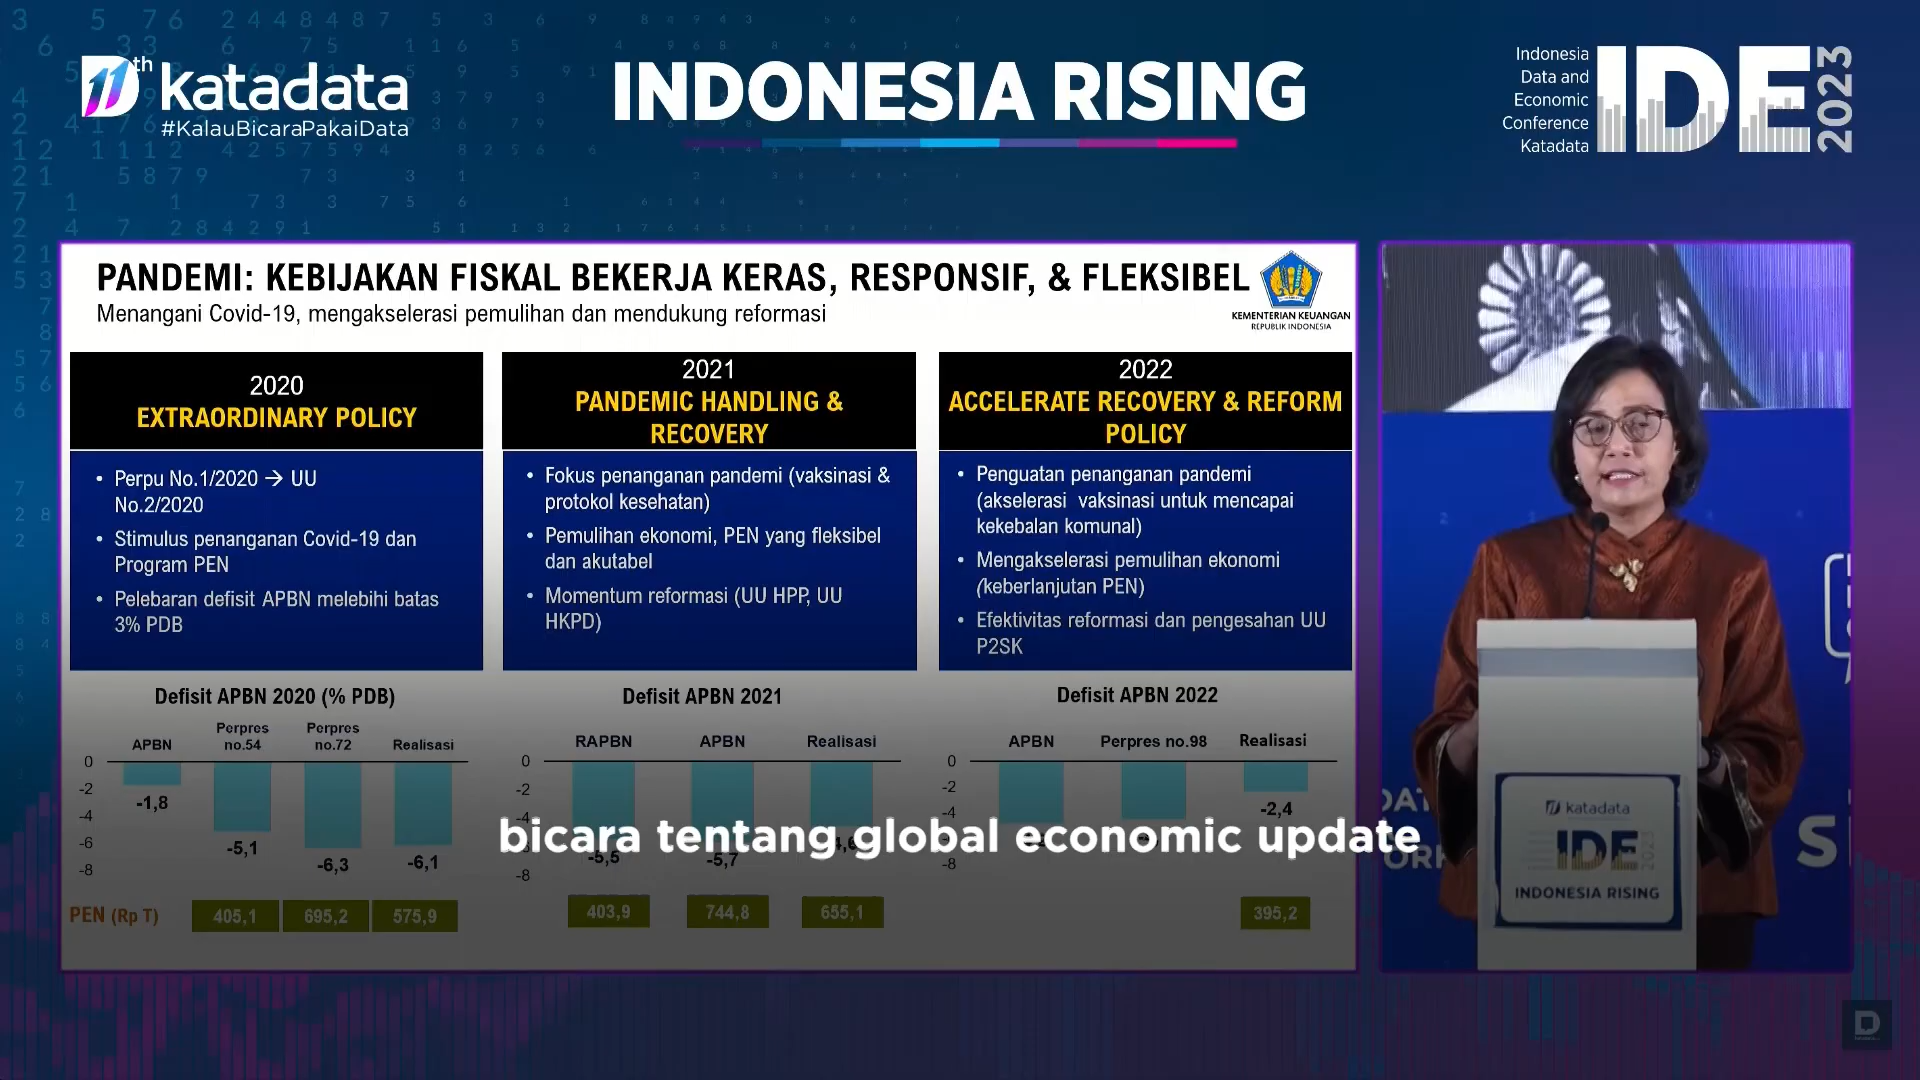 11th katadata
#KalauBicaraPakaiData
INDONESIA RISING
Indonesia
Data and
Economic
Conference
Katadata
IDE
2023
PANDEMI: KEBIJAKAN FISKAL BEKERJA KERAS, RESPONSIF, & FLEKSIBEL
Menangani Covid-19, mengakselerasi pemulihan dan mendukung reformasi
KEMENTERIAN KEUANGAN
REPUBLIK INDONESIA
2020
EXTRAORDINARY POLICY
• Perpu No.1/2020 → UU
No.2/2020
• Stimulus penanganan Covid-19 dan
Program PEN
• Pelebaran defisit APBN melebihi batas
3% PDB
2021
PANDEMIC HANDLING &
RECOVERY
• Fokus penanganan pandemi (vaksinasi &
protokol kesehatan)
• Pemulihan ekonomi, PEN yang fleksibel
dan akutabel
• Momentum reformasi (UU HPP, UU
HKPD)
2022
ACCELERATE RECOVERY & REFORM
POLICY
• Penguatan penanganan pandemi
(akselerasi vaksinasi untuk mencapai
kekebalan komunal)
• Mengakselerasi pemulihan ekonomi
(keberlanjutan PEN)
• Efektivitas reformasi dan pengesahan UU
P2SK
Defisit APBN 2020 (% PDB)
APBN
Perpres
no.54
Perpres
no.72
Realisasi
0
-2
-4
-6
-8
-1,8
-5,1
-6,3
-6,1
PEN (Rp T)
405,1
695,2
575,9
Defisit APBN 2021
RAPBN
APBN
Realisasi
0
-2
-4
-8
-5,5
-5,7
403,9
744,8
655,1
Defisit APBN 2022
APBN
Perpres no.98
Realisasi
0
-2
-4
-8
-2,4
395,2
bicara tentang global economic update
katadata
IDE
2023
INDONESIA RISING